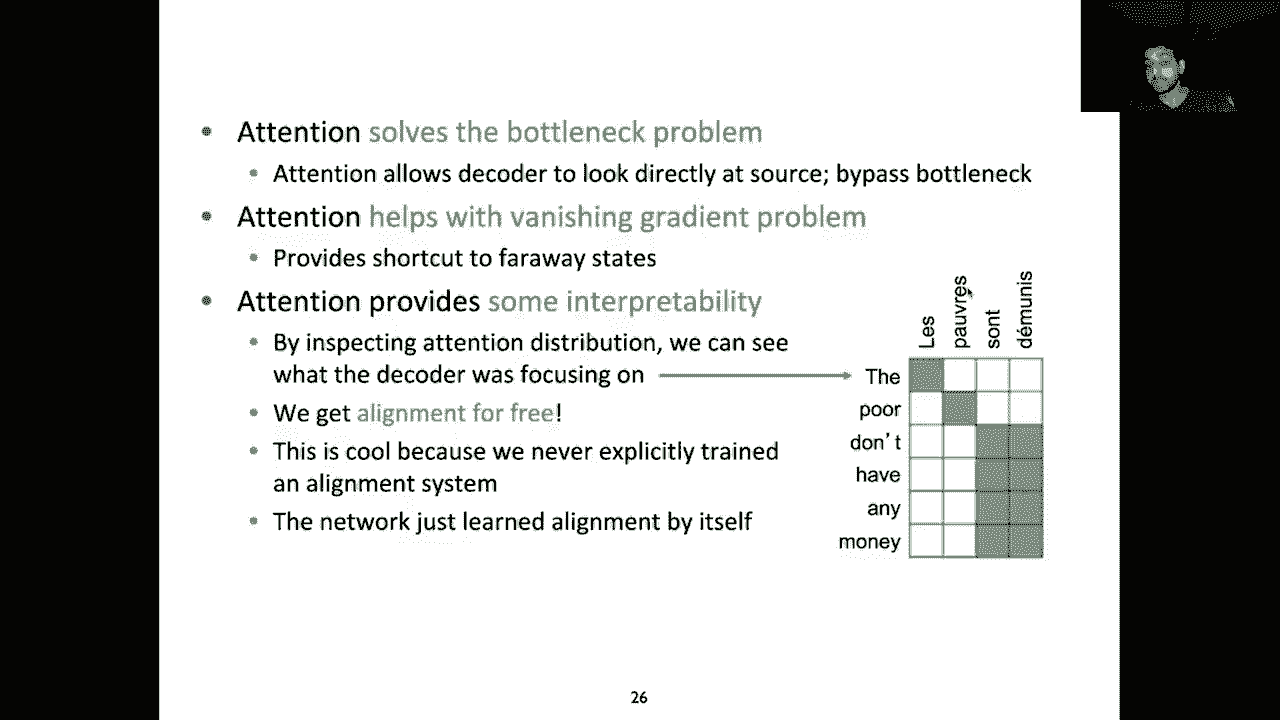 • Attention solves the bottleneck problem
• Attention allows decoder to look directly at source; bypass bottleneck
• Attention helps with vanishing gradient problem
• Provides shortcut to faraway states
• Attention provides some interpretability
• By inspecting attention distribution, we can see
what the decoder was focusing on
• We get alignment for free!
• This is cool because we never explicitly trained
an alignment system
• The network just learned alignment by itself
Les
pauvres
sont
démunis
The
poor
don't
have
any
money
26